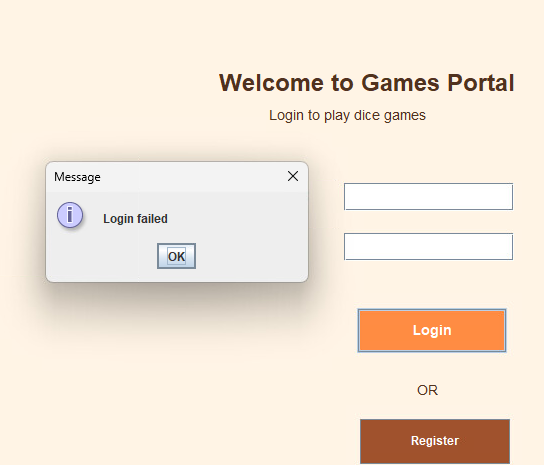 Welcome to Games Portal
Login to play dice games
Message
Login failed
OK
Login
OR
Register